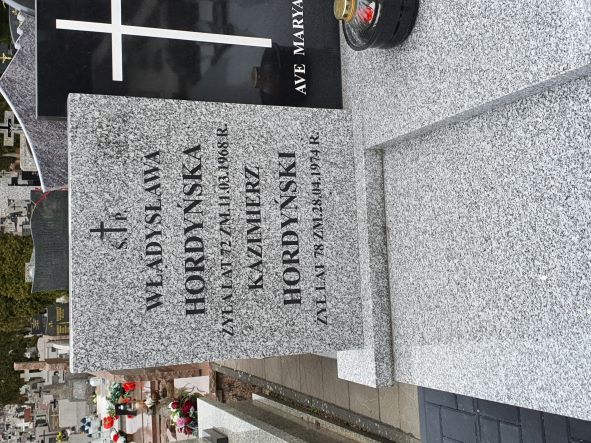 Ś. P.
WŁADYSŁAWA
HORDYŃSKA
ŻYŁA LAT 72 ZM.11.03.1968 R.
KAZIMIERZ
HORDYŃSKI
ŻYŁ LAT 78 ZM.28.04.1974 R.
AVE MARYA